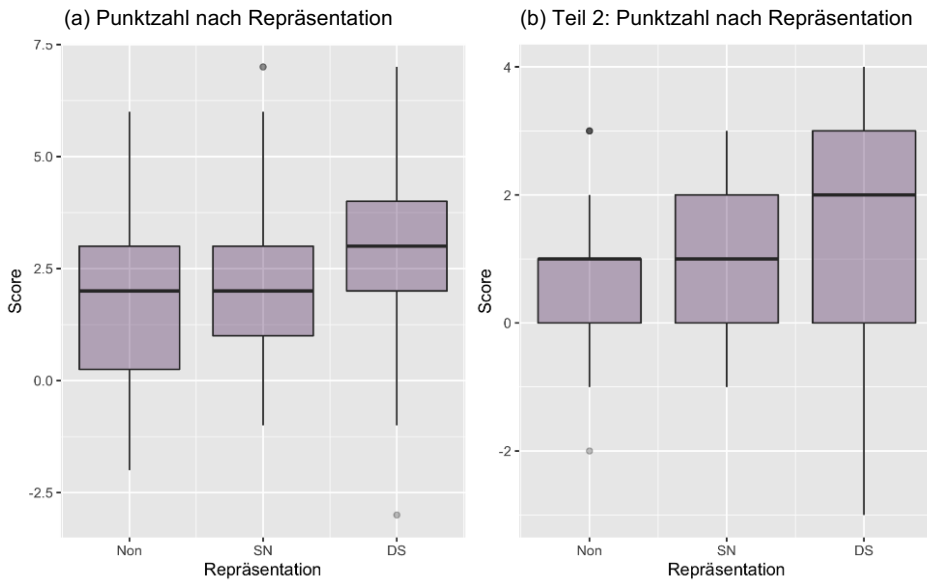 (a) Punktzahl nach Repräsentation
7.5
5.0
2.5
0.0
-2.5
Score
Non SN DS
Repräsentation
(b) Teil 2: Punktzahl nach Repräsentation
4
2
0
-2
Score
Non SN DS
Repräsentation